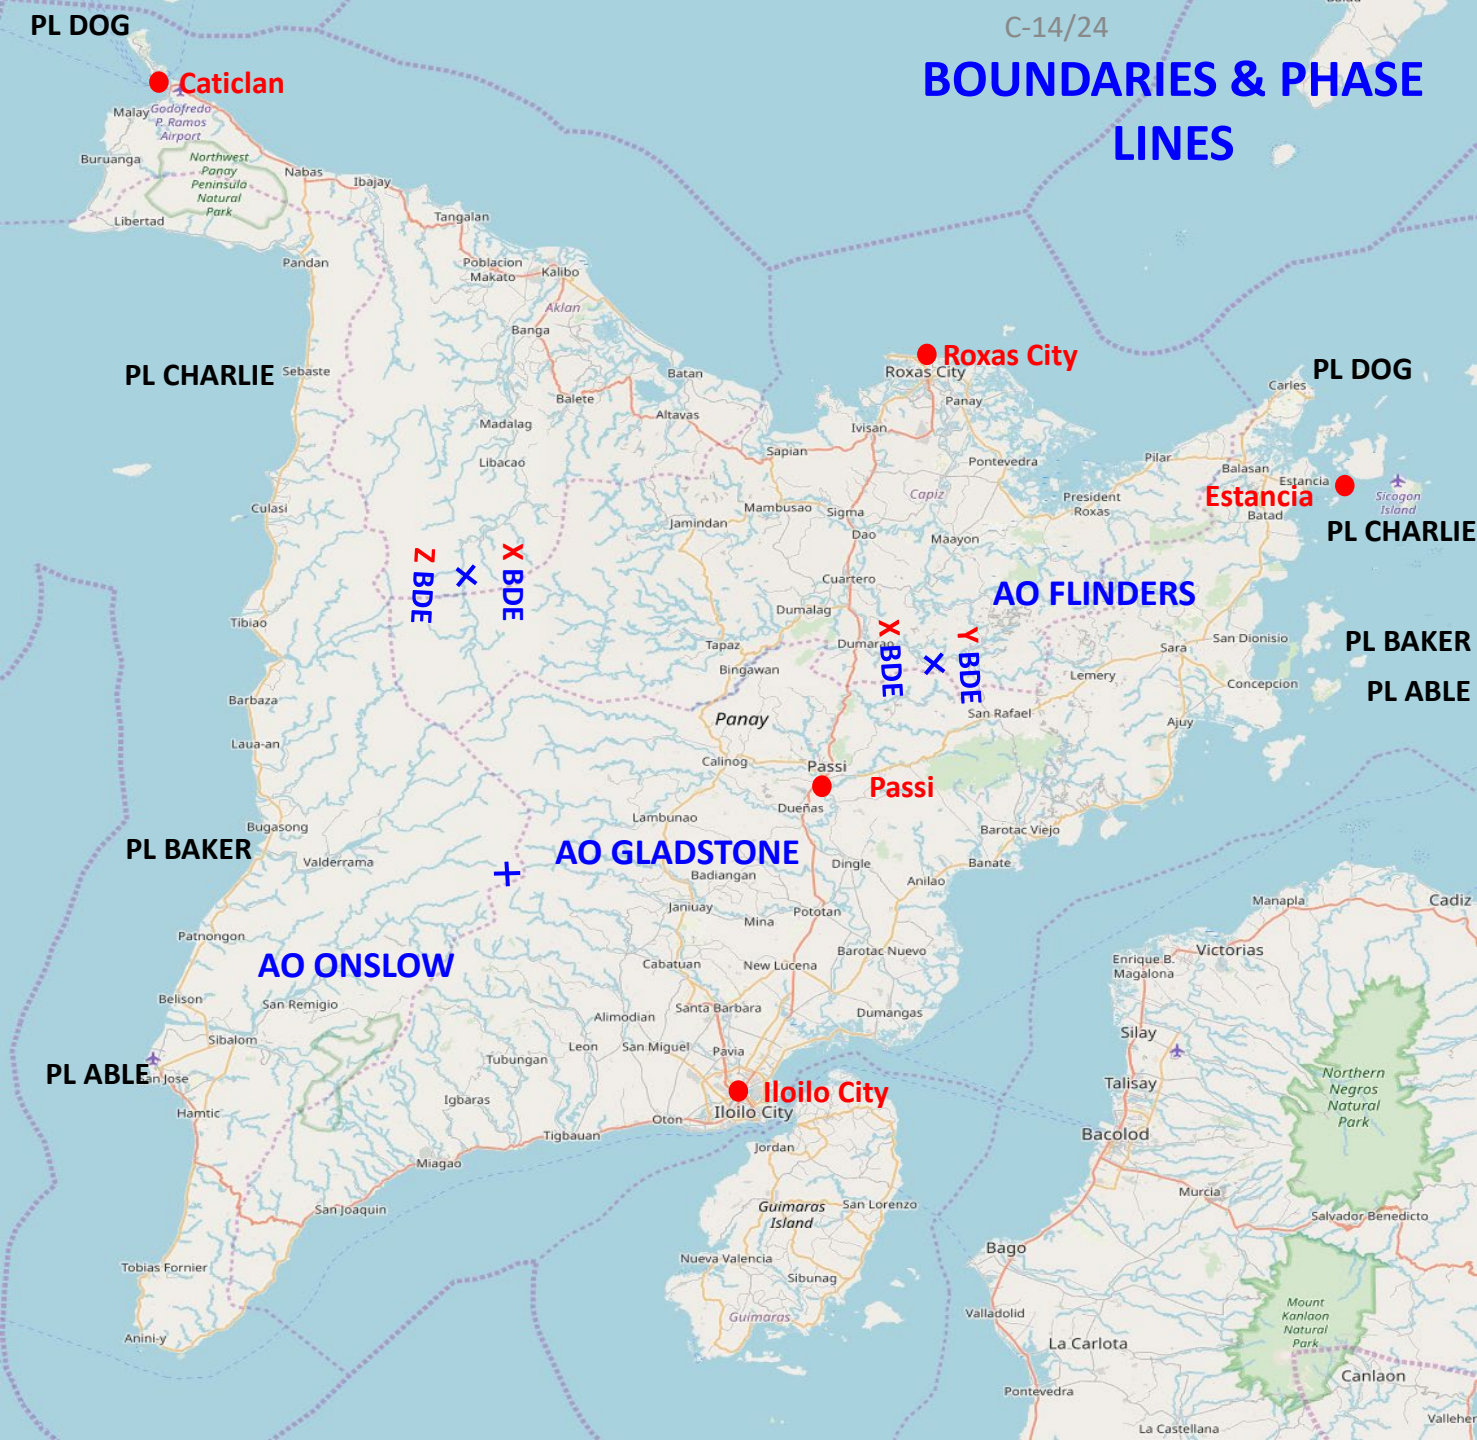 PL DOG
C-14/24
BOUNDARIES & PHASE
LINES
Caticlan
Malay
Godofredo
P. Ramos
Airport
Buruanga
Northwest
Panay
Peninsula
Natural
Park
Nabas
Ibajay
Libertad
Tangalan
Pandan
Poblacion
Makato
Kalibo
Aklan
Banga
PL CHARLIE
Sebaste
Batan
Balete
Altavas
Madalag
Libacao
Roxas City
Roxas City
Panay
Ivisan
Sapian
Pontevedra
PL DOG
Carles
Pilar
Balasan
Estancia
Estancia
Sicogon
Island
Batad
PL CHARLIE
President
Roxas
Capiz
Culasi
Mambusao
Sigma
Jamindan
Dao
Maayon
Z BDE
X BDE
Cuartero
AO FLINDERS
Dumalag
Tibiao
X BDE
Y BDE
Dumarao
Tapaz
Bingawan
San Dionisio
Sara
PL BAKER
Lemery
Concepcion
PL ABLE
Barbaza
Panay
San Rafael
Ajuy
Laua-an
Calinog
Passi
Passi
Dueñas
Lambunao
Bugasong
Barotac Viejo
PL BAKER
Valderrama
AO GLADSTONE
Badiangan
Dingle
Banate
Anilao
Janiuay
Mina
Pototan
Manapla
Cadiz
Patnongon
AO ONSLOW
Cabatuan
New Lucena
Barotac Nuevo
Victorias
Enrique B.
Magalona
Belison
San Remigio
Santa Barbara
Dumangas
Alimodian
Sibalom
Leon
San Miguel
Pavia
Silay
Tubungan
PL ABLE
San Jose
Igbaras
Iloilo City
Iloilo City
Hamtic
Oton
Tigbauan
Talisay
Northern
Negros
Natural
Park
Bacolod
Miagao
Jordan
San Joaquin
Guimaras
Island
San Lorenzo
Murcia
Salvador Benedicto
Nueva Valencia
Sibunag
Bago
Tobias Fornier
Guimaras
Valladolid
Mount
Kanlaon
Natural
Park
Anini-y
La Carlota
Canlaon
Pontevedra
La Castellana